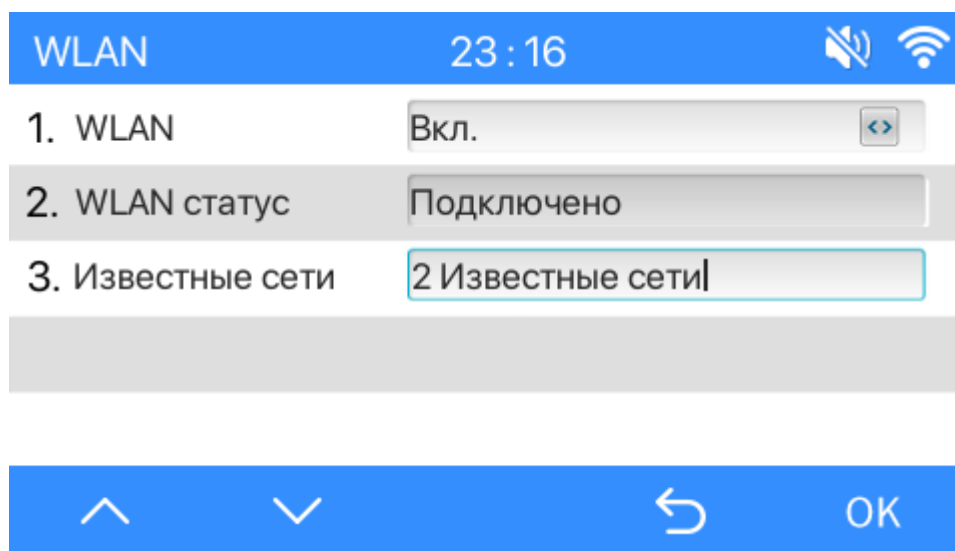 WLAN 23:16
1. WLAN Вкл.
2. WLAN статус Подключено
3. Известные сети 2 Известные сети
OK